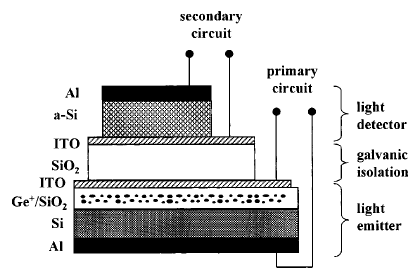 secondary
circuit
primary
circuit
Al
a-Si
light
detector
ITO
SiO₂
galvanic
isolation
ITO
Ge⁺/SiO₂
Si
Al
light
emitter